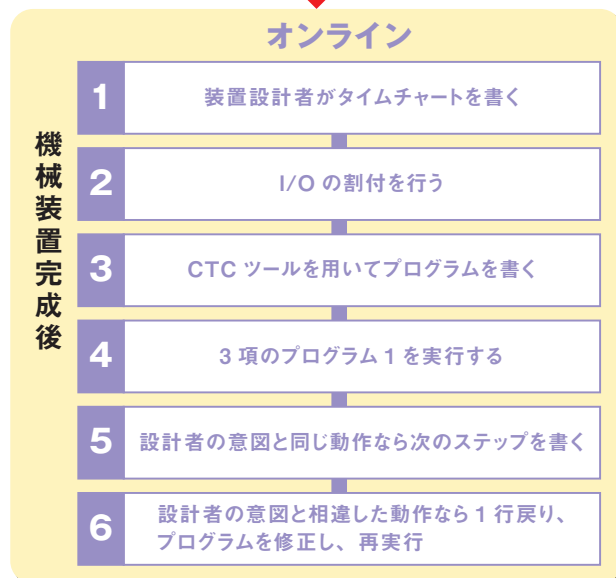 オンライン
機械装置完成後
1 装置設計者がタイムチャートを書く
2 I/O の割付を行う
3 CTC ツールを用いてプログラムを書く
4 3 項のプログラム 1 を実行する
5 設計者の意図と同じ動作なら次のステップを書く
6 設計者の意図と相違した動作なら 1 行戻り、
プログラムを修正し、再実行